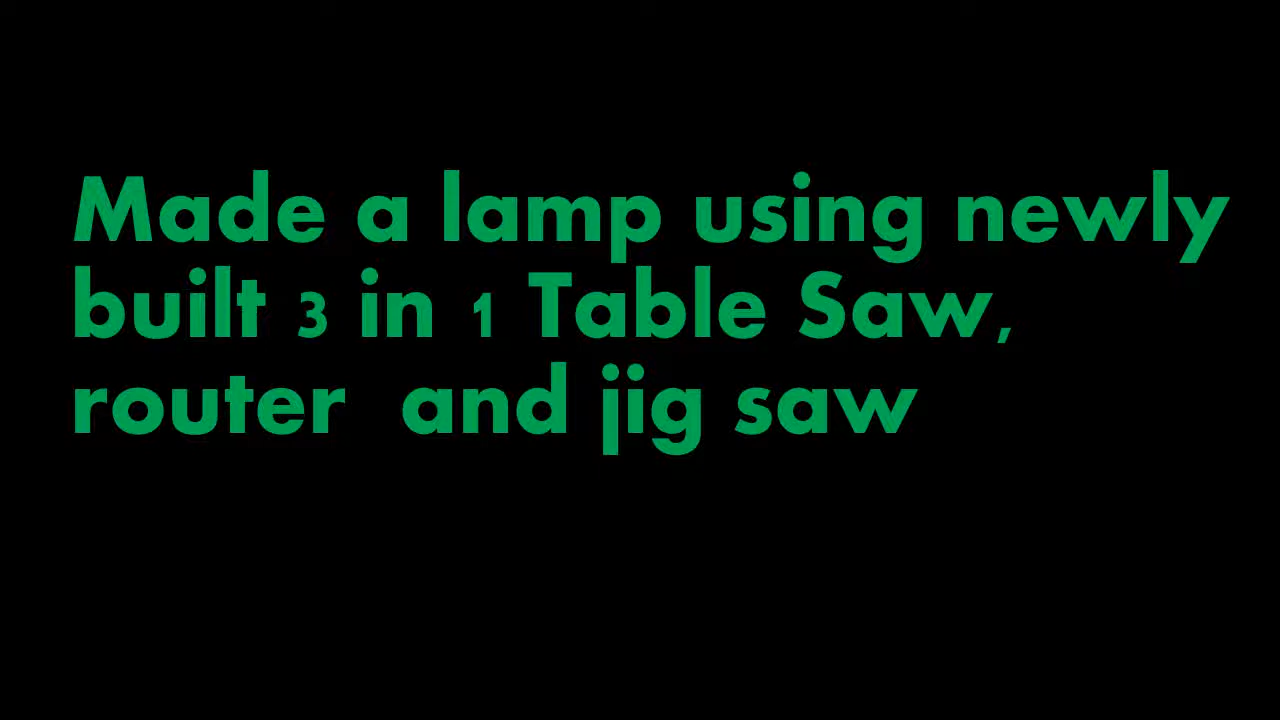 Made a lamp using newly
built 3 in 1 Table Saw,
router  and jig saw